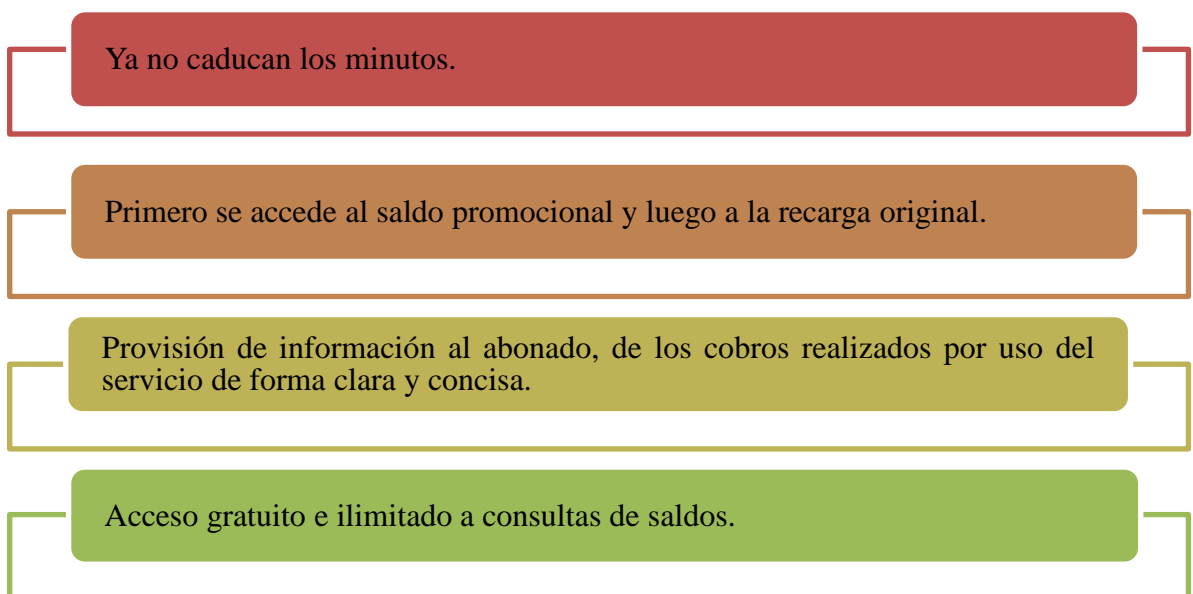 Ya no caducan los minutos.
Primero se accede al saldo promocional y luego a la recarga original.
Provisión de información al abonado, de los cobros realizados por uso del
servicio de forma clara y concisa.
Acceso gratuito e ilimitado a consultas de saldos.